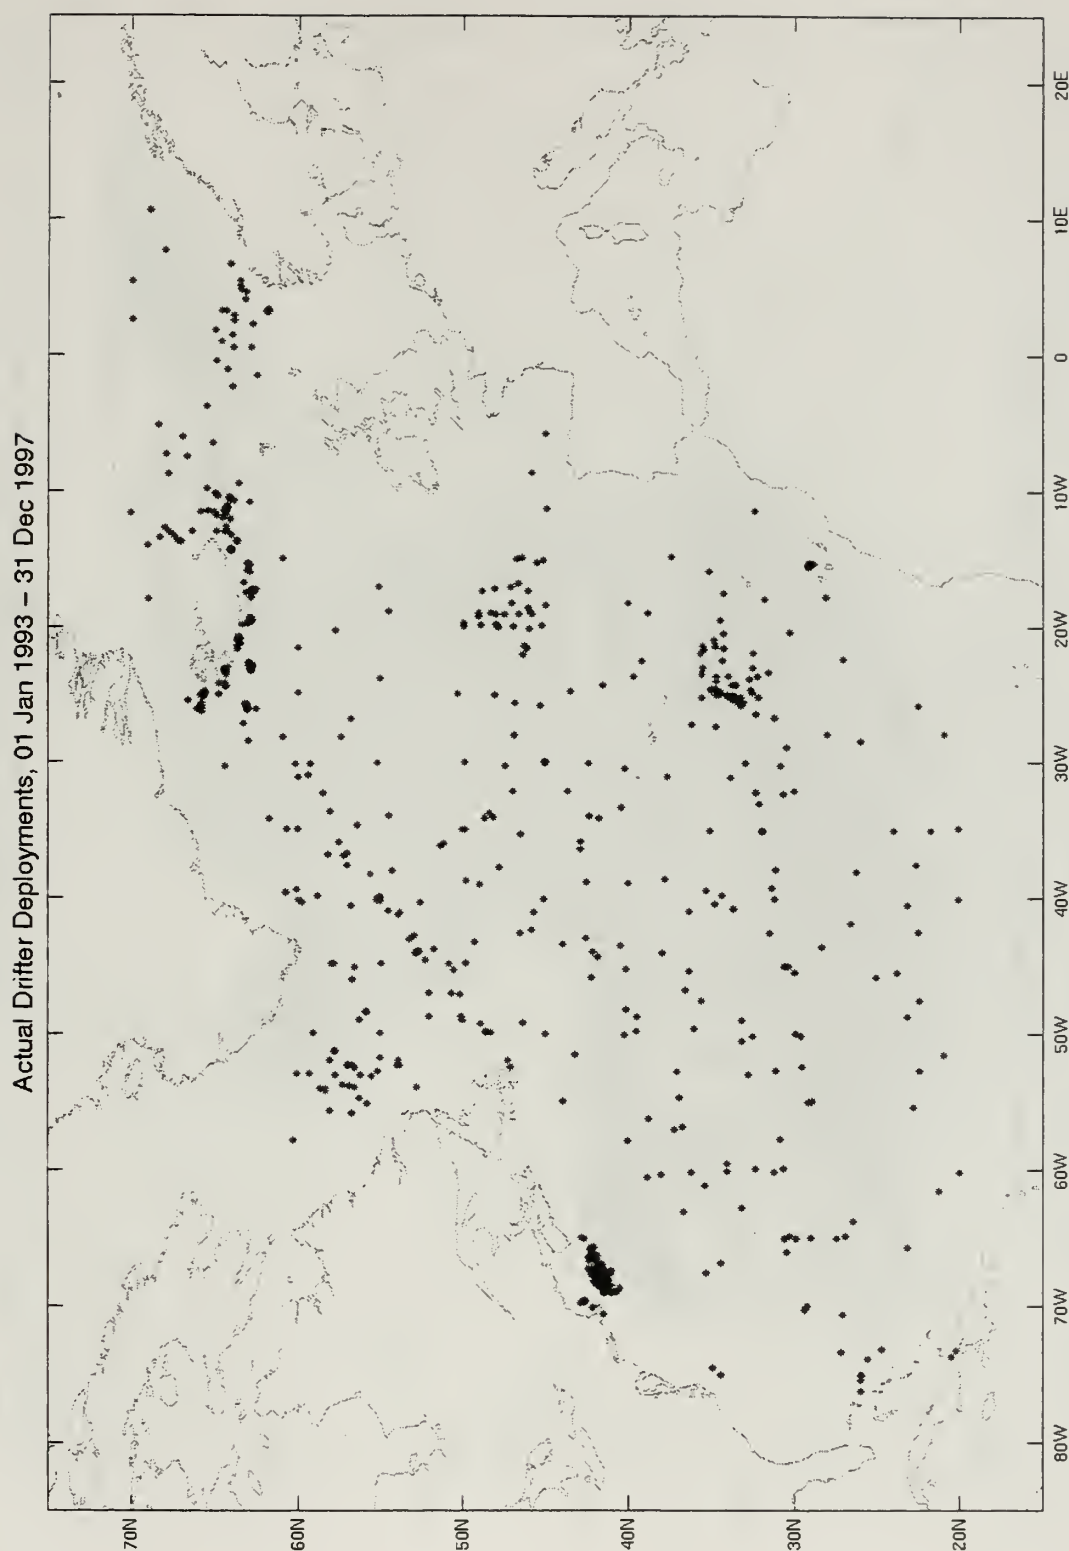 Actual Drifter Deployments, 01 Jan 1993 – 31 Dec 1997
70N
60N
50N
40N
30N
20N
80W
70W
60W
50W
40W
30W
20W
10W
0
10E
20E